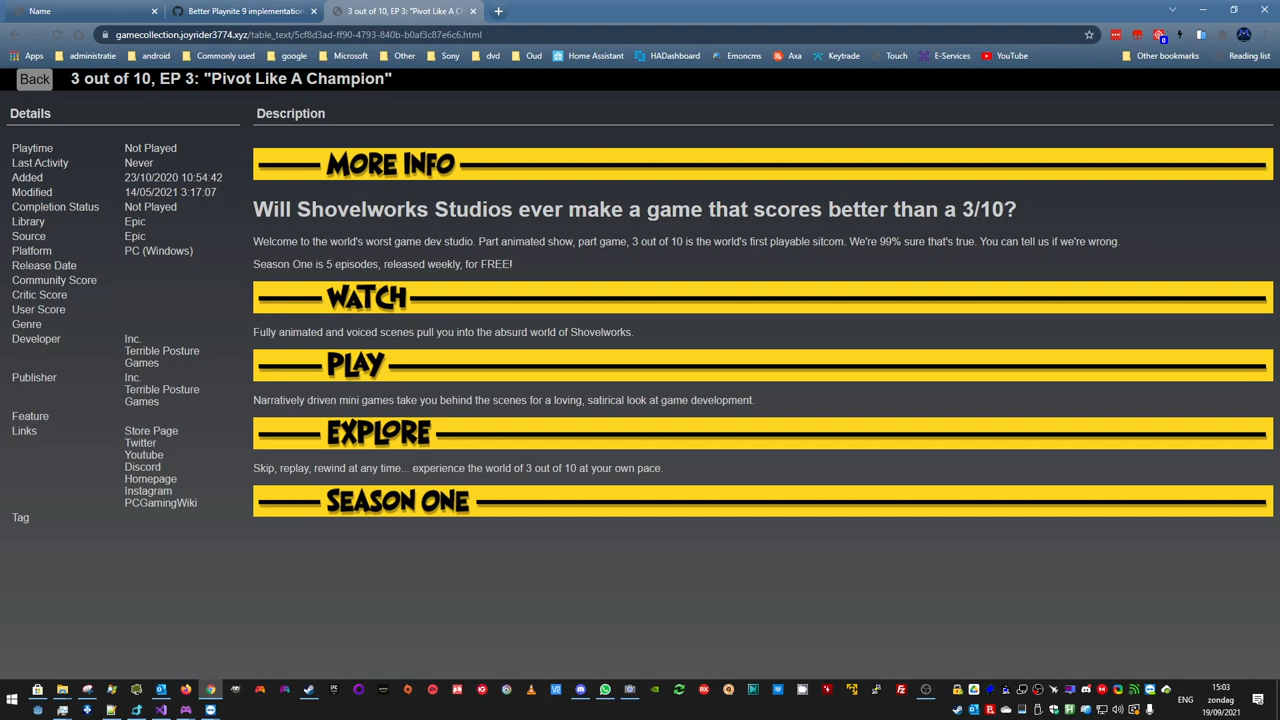 Name
Better Playnite 9 implementation
3 out of 10, EP 3: "Pivot Like A C
gamecollection.joyrider3774.xyz/table_text/5cf8d3ad-ff90-4793-840b-b0af3c87e6c6.html
Apps administratie android Commonly used google Microsoft Other Sony dvd Oud Home Assistant HADashboard Emoncms Axa Keytrade Touch E-Services YouTube Other bookmarks Reading list
Back 3 out of 10, EP 3: "Pivot Like A Champion"
Details
Playtime Not Played
Last Activity Never
Added 23/10/2020 10:54:42
Modified 14/05/2021 3:17:07
Completion Status Not Played
Library Epic
Source Epic
Platform PC (Windows)
Release Date
Community Score
Critic Score
User Score
Genre
Developer Inc.
Terrible Posture
Games
Publisher Inc.
Terrible Posture
Games
Feature
Links Store Page
Twitter
Youtube
Discord
Homepage
Instagram
PCGamingWiki
Tag
Description
MORE INFO
Will Shovelworks Studios ever make a game that scores better than a 3/10?
Welcome to the world's worst game dev studio. Part animated show, part game, 3 out of 10 is the world's first playable sitcom. We're 99% sure that's true. You can tell us if we're wrong.
Season One is 5 episodes, released weekly, for FREE!
WATCH
Fully animated and voiced scenes pull you into the absurd world of Shovelworks.
PLAY
Narratively driven mini games take you behind the scenes for a loving, satirical look at game development.
EXPLORE
Skip, replay, rewind at any time... experience the world of 3 out of 10 at your own pace.
SEASON ONE
ENG
15:03
zondag
19/09/2021